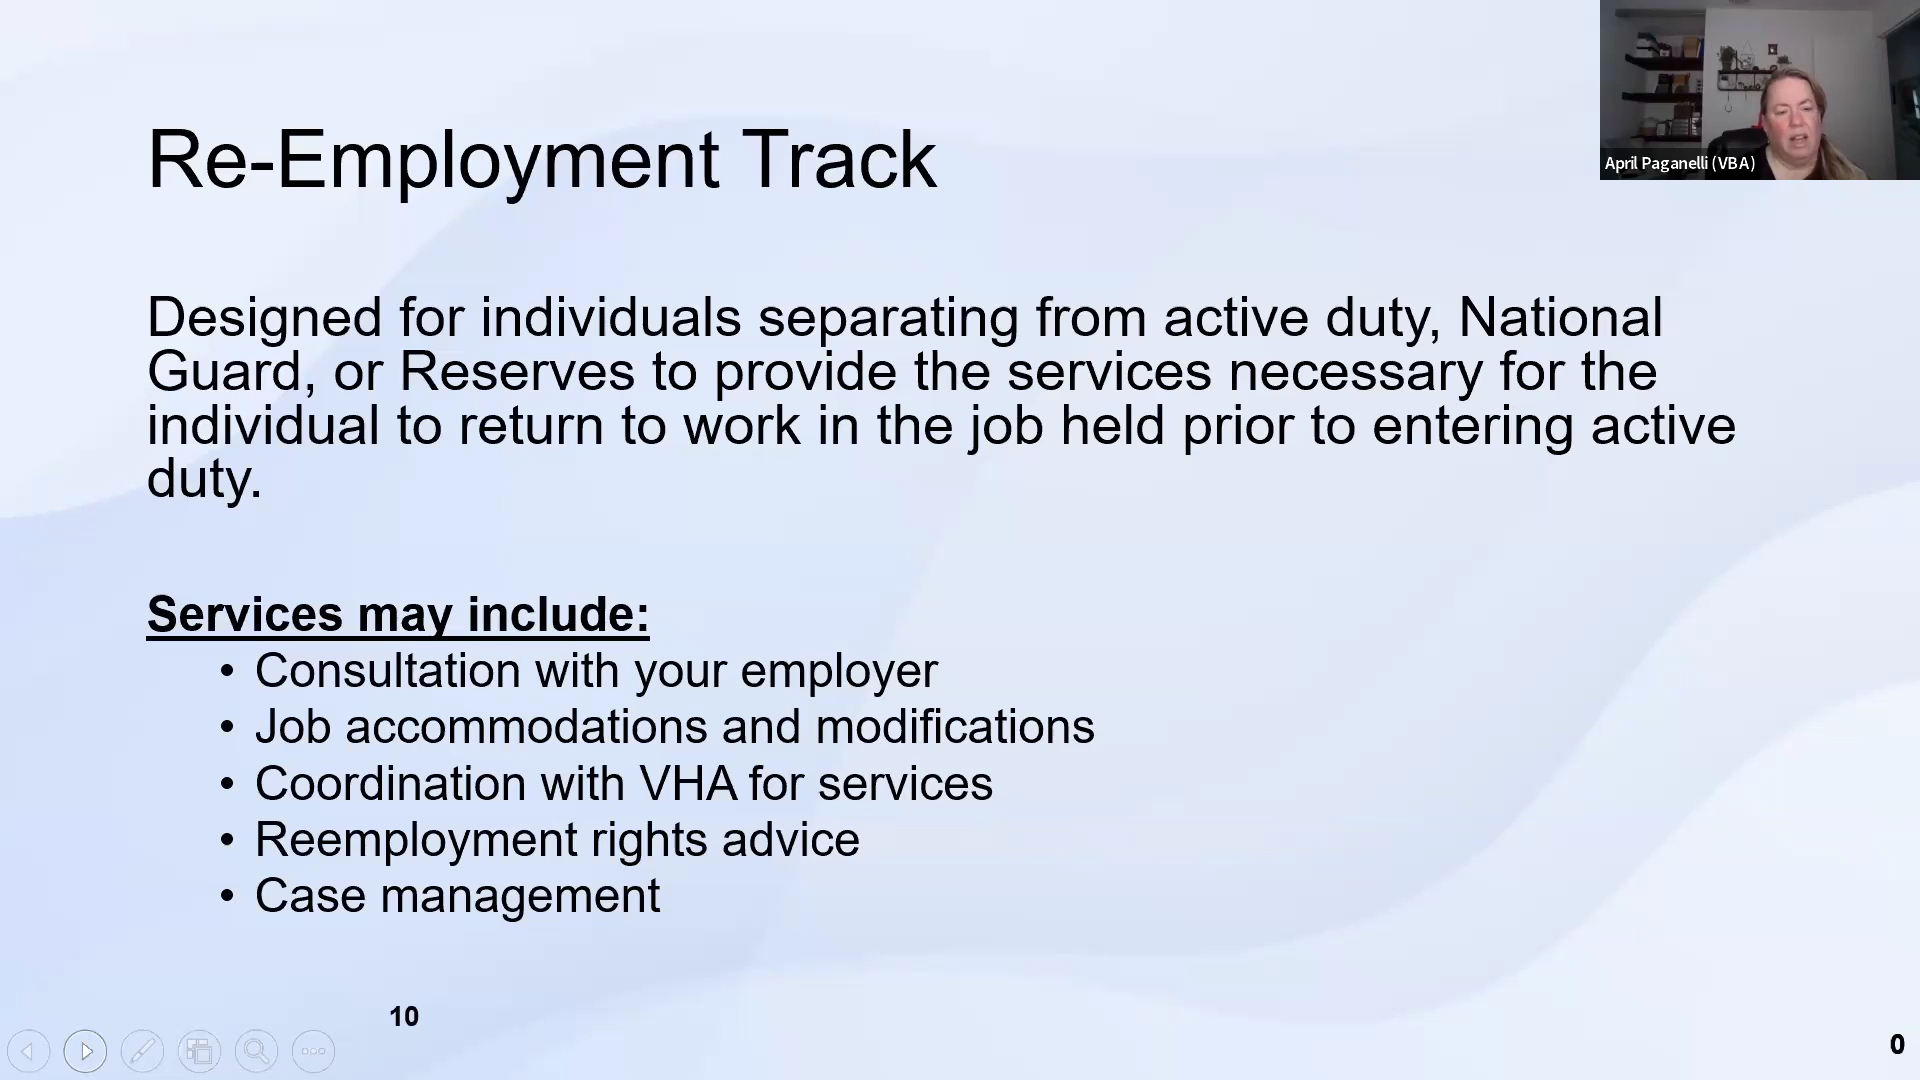 Re-Employment Track
April Paganelli (VBA)
Designed for individuals separating from active duty, National
Guard, or Reserves to provide the services necessary for the
individual to return to work in the job held prior to entering active
duty.
Services may include:
• Consultation with your employer
• Job accommodations and modifications
• Coordination with VHA for services
• Reemployment rights advice
• Case management
10
0